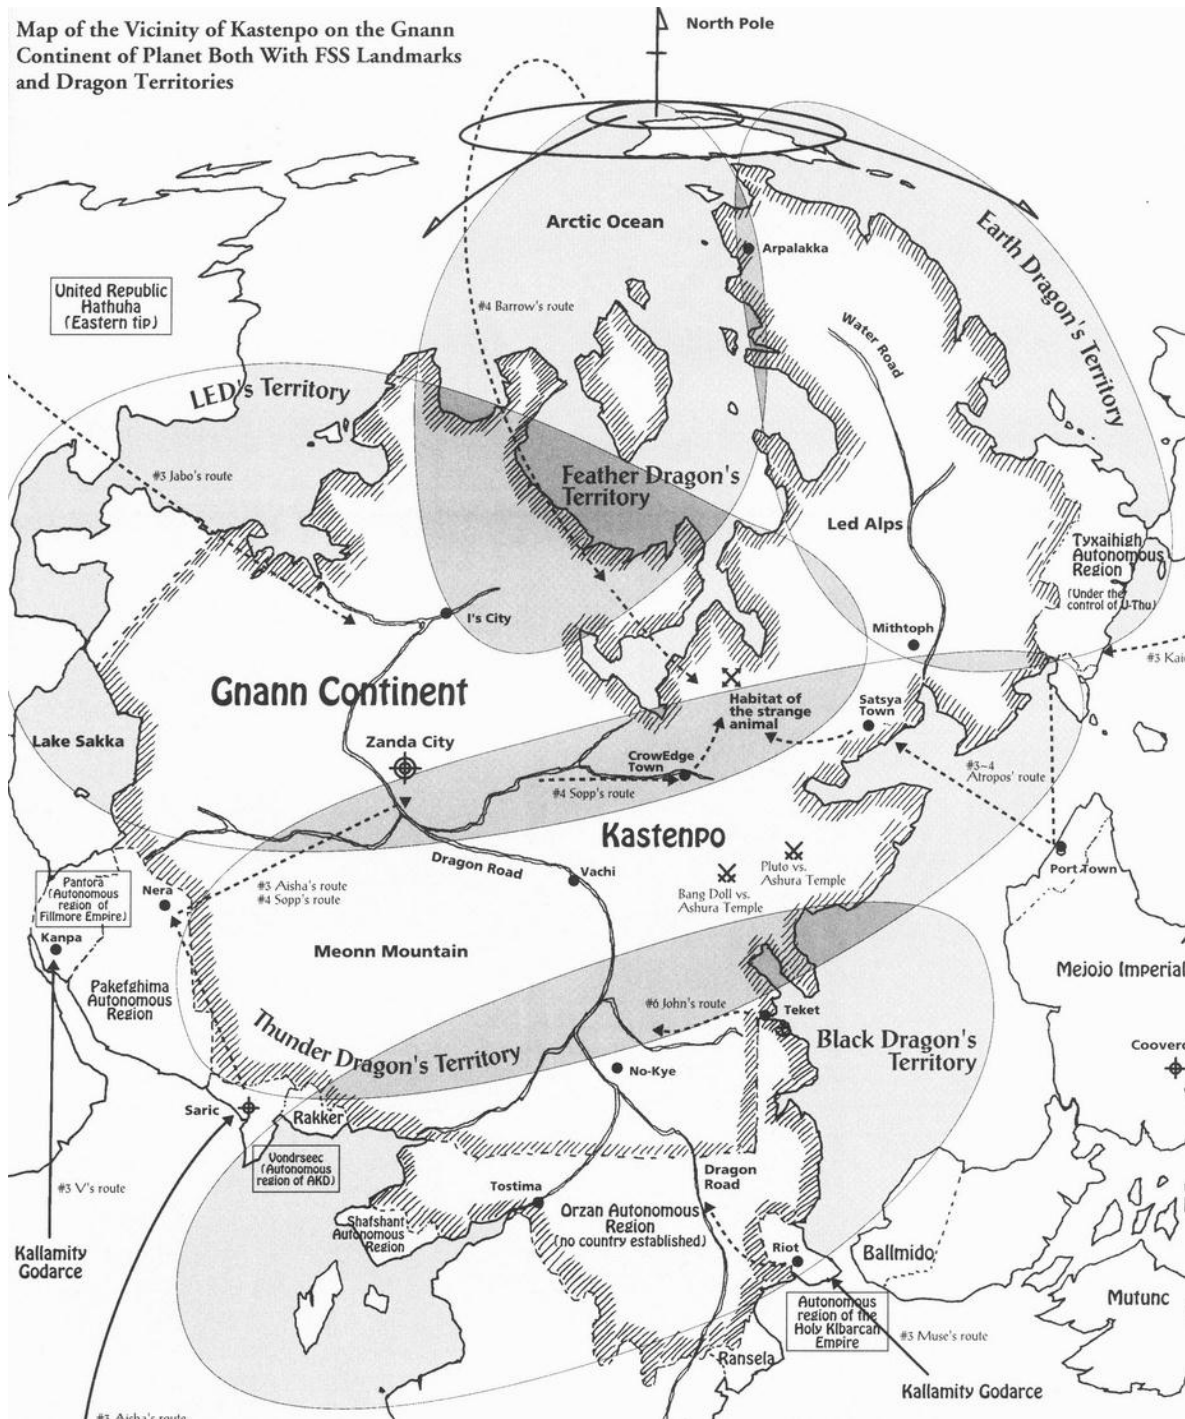 Map of the Vicinity of Kastenpo on the Gnann
Continent of Planet Both With FSS Landmarks
and Dragon Territories
North Pole
Arctic Ocean
Earth Dragon's Territory
Arpalakka
United Republic
Hathuha
(Eastern tip)
#4 Barrow's route
Water Road
LED's Territory
#3 Jabo's route
Feather Dragon's
Territory
Led Alps
Tyxaihigh
Autonomous
Region
(Under the
control of U-Thu)
I's City
Mithtoph
#3 Kai
Gnann Continent
Habitat of
the strange
animal
Satsya
Town
Lake Sakka
Zanda City
CrowEdge
Town
#4 Sopp's route
#3~4
Atropos' route
Kastenpo
Dragon Road
Vachi
Pluto vs.
Ashura Temple
Port Town
Pantora
(Autonomous
region of
Fillmore Empire)
Nera
#3 Aisha's route
#4 Sopp's route
Bang Doll vs.
Ashura Temple
Kanpa
Meonn Mountain
Mejojo Imperial
Pakefghima
Autonomous
Region
#6 John's route
Teket
Thunder Dragon's Territory
Black Dragon's
Territory
Coover
No-Kye
Saric
Rakker
Vondrseec
(Autonomous
region of AKD)
#3 V's route
Dragon
Road
Tostima
Shafshant
Autonomous
Region
Orzan Autonomous
Region
(no country established)
Kallamity
Godarce
Riot
Ballmido
Mutunc
Autonomous
region of the
Holy Klbarcan
Empire
#3 Muse's route
Ransela
Kallamity Godarce
#3 Aisha's route